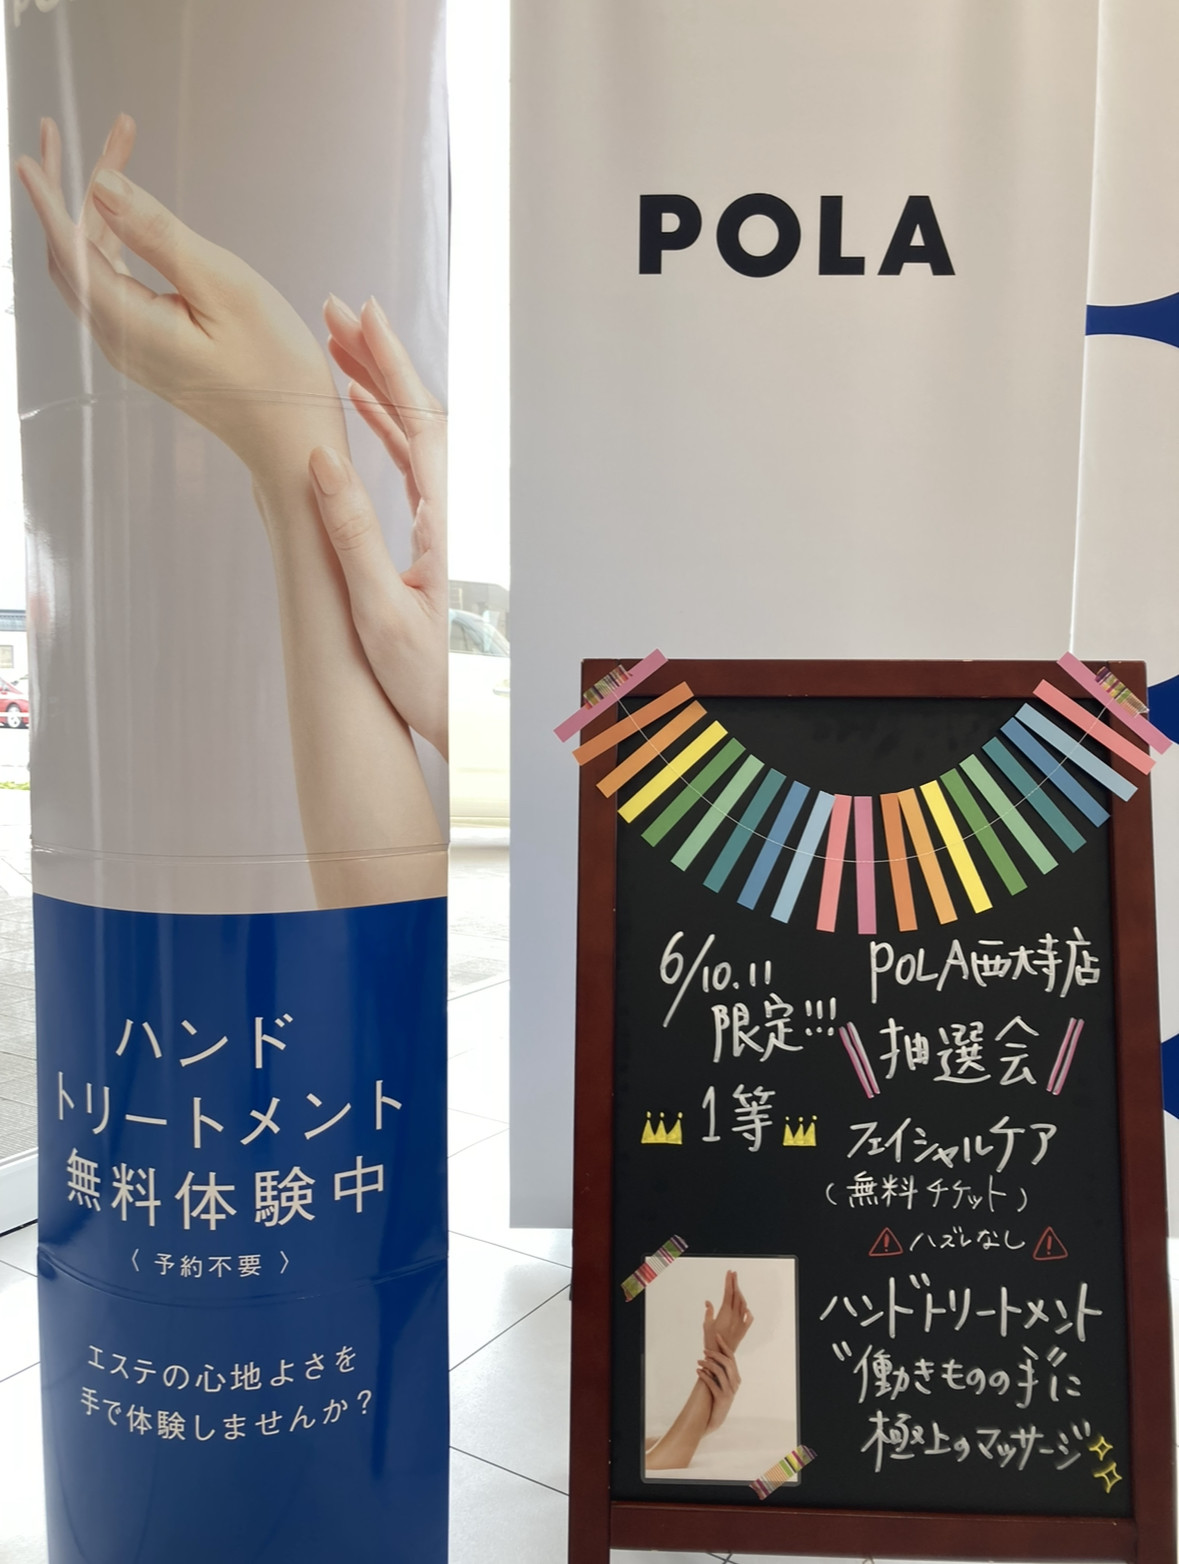 ハンド
トリートメント
無料体験中
〈 予約不要 〉
エステの心地よさを
手で体験しませんか？
POLA
6/10.11
限定!!!
POLA西大寺店
抽選会
1等
フェイシャルケア
（無料チケット）
ハズレなし
ハンドトリートメント
"働きものの手"に
極上のマッサージ